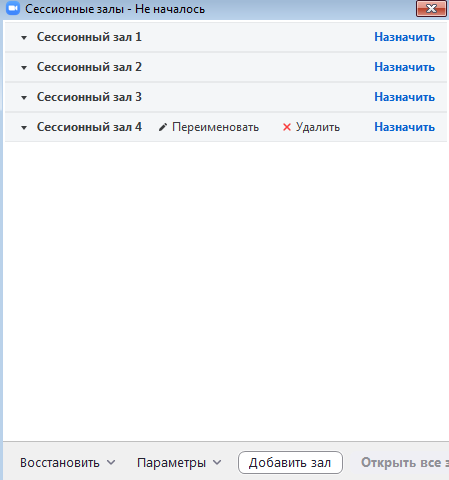 Сессионные залы - Не началось
Сессионный зал 1 Назначить
Сессионный зал 2 Назначить
Сессионный зал 3 Назначить
Сессионный зал 4 Переименовать Удалить Назначить
Восстановить Параметры Добавить зал Открыть все